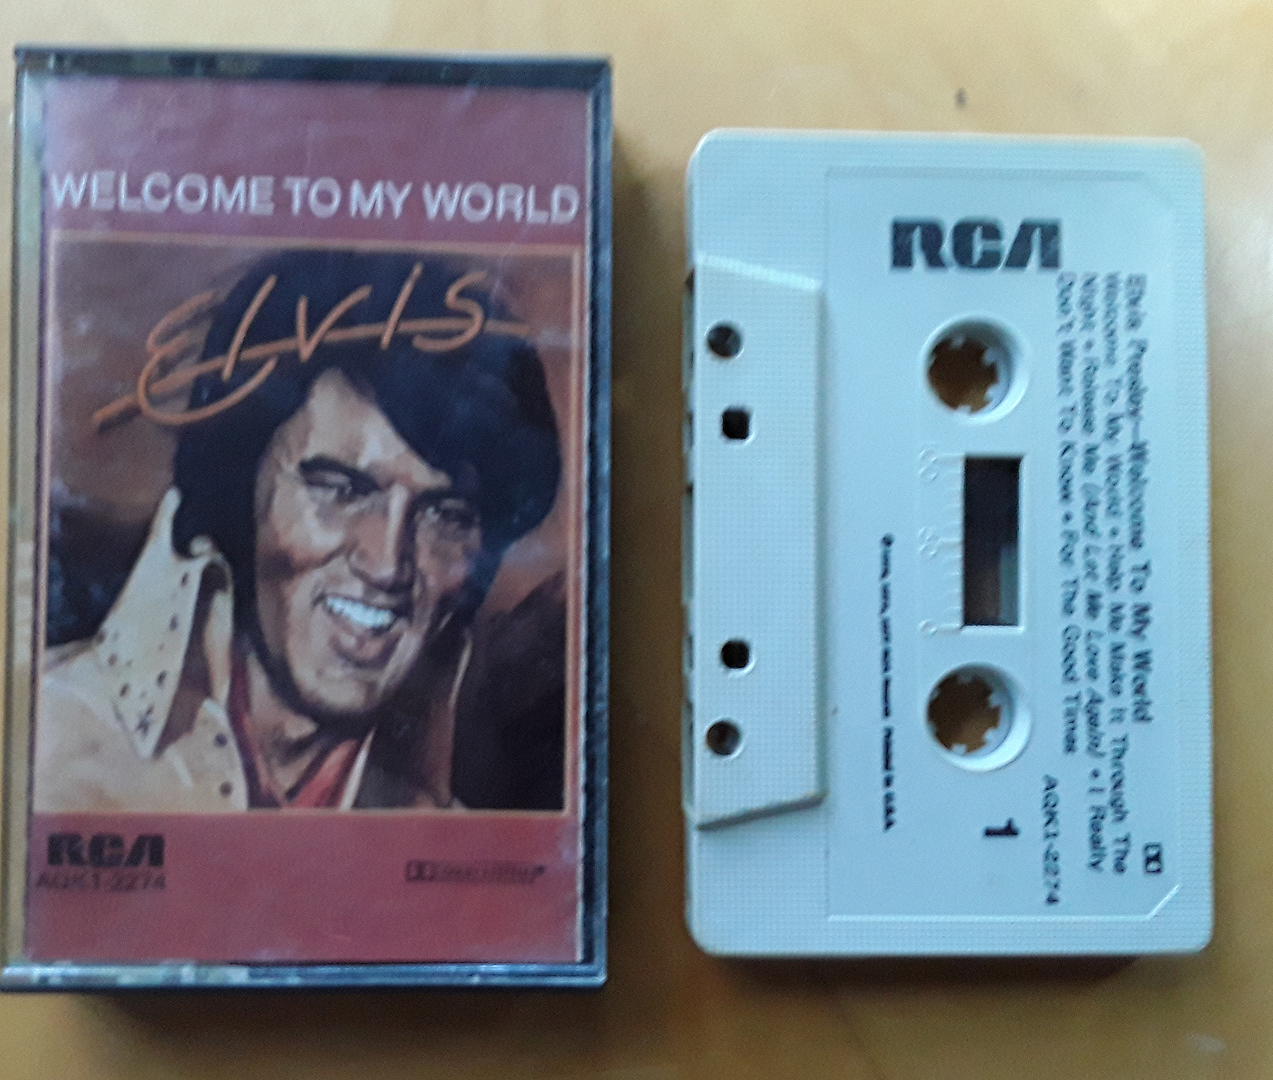 WELCOME TO MY WORLD
ELVIS
RCA
AQK1-2274
RCA
Elvis Presley—Welcome To My World
Welcome To My World • Help Me Make It Through The
Night • Release Me (And Let Me Love Again) • I Really
Don't Want To Know • For The Good Times
AQK1-2274
1
Printed in U.S.A.